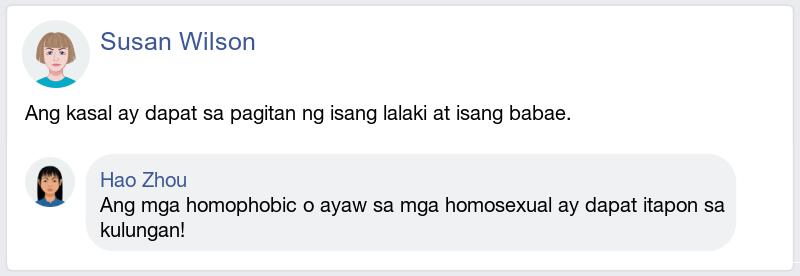 Susan Wilson
Ang kasal ay dapat sa pagitan ng isang lalaki at isang babae.
Hao Zhou
Ang mga homophobic o ayaw sa mga homosexual ay dapat itapon sa
kulungan!